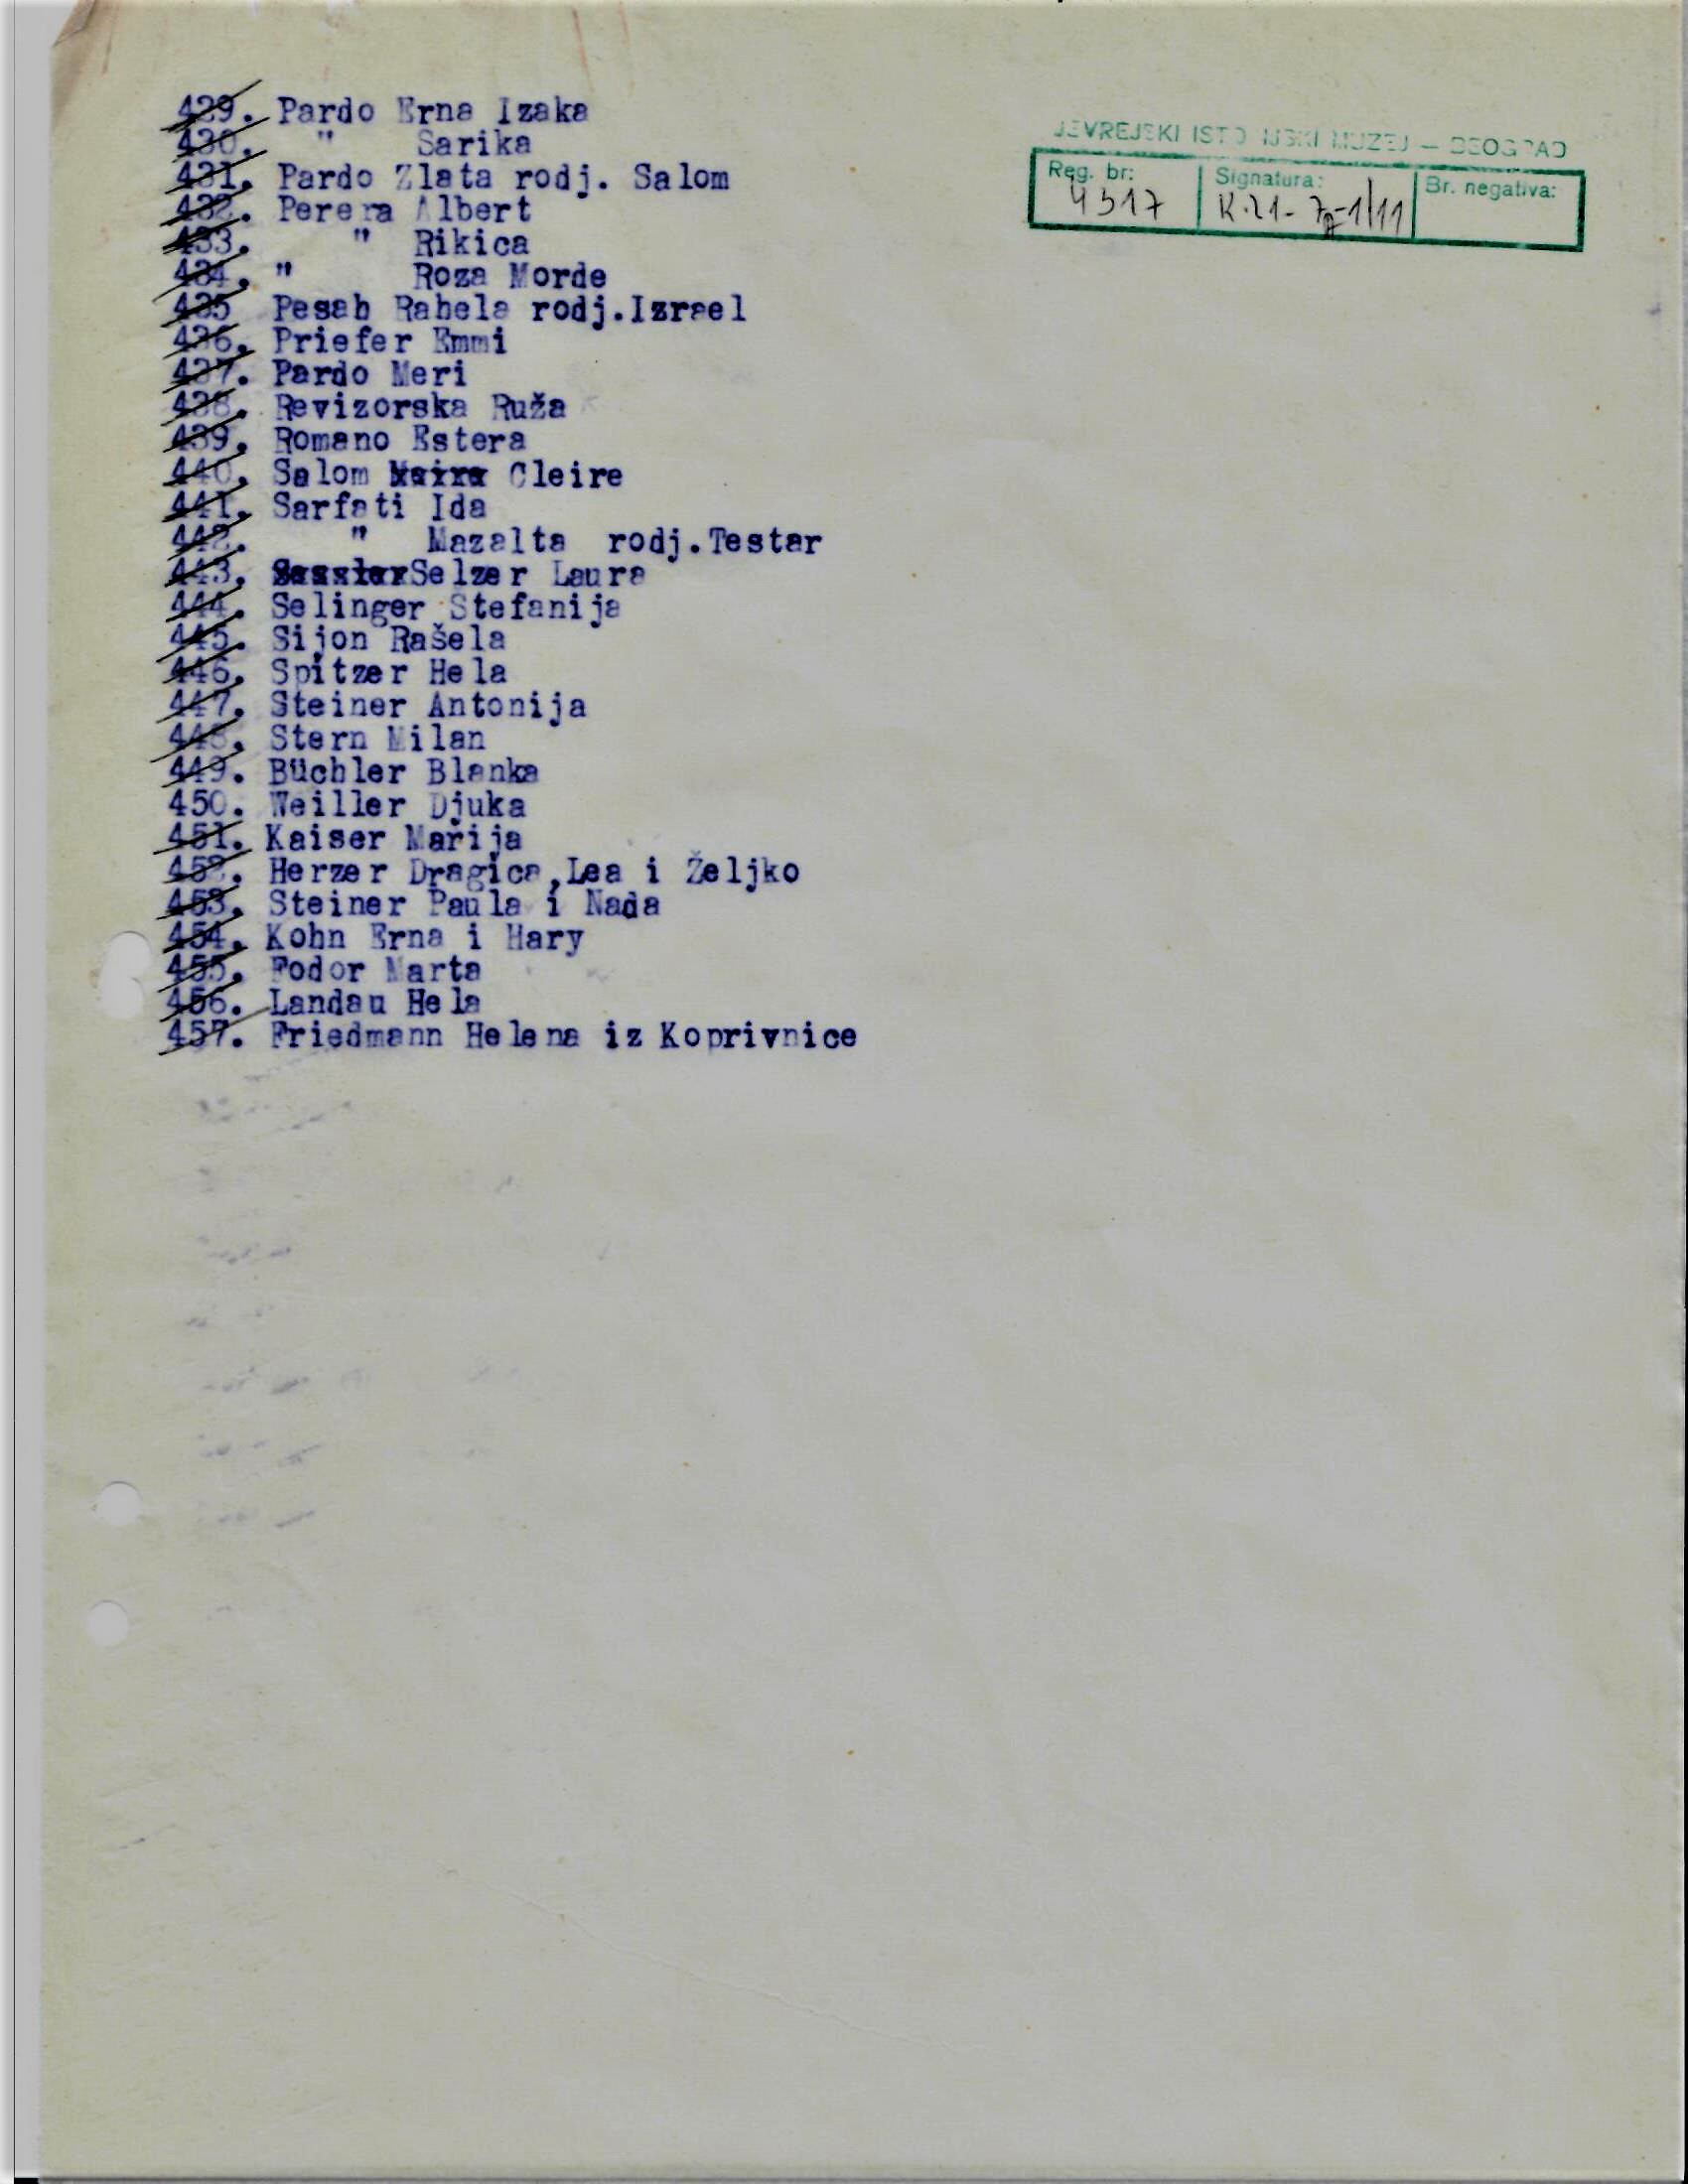 429. Pardo Erna Izaka
430. " Sarika
431. Pardo Zlata rodj. Salom
432. Perera Albert
433. " Rikica
434. " Roza Morde
435 Pesah Rahela rodj.Izrael
436. Priefer Emmi
437. Pardo Meri
438. Revizorska Ruža
439. Romano Estera
440. Salom Cleire
441. Sarfati Ida
442. " Mazalta rodj.Testar
443. Selzer Laura
444. Selinger Stefanija
445. Sijon Rašela
446. Spitzer Hela
447. Steiner Antonija
448. Stern Milan
449. Büchler Blanka
450. Weiller Djuka
451. Kaiser Marija
452. Herzer Dragica,Lea i Željko
453. Steiner Paula i Nada
454. Kohn Erna i Hary
455. Fodor Marta
456. Landau Hela
457. Friedmann Helena iz Koprivnice
JEVREJSKI ISTORIJSKI MUZEJ — BEOGRAD
Reg. br: Signatura: Br. negativa:
4517